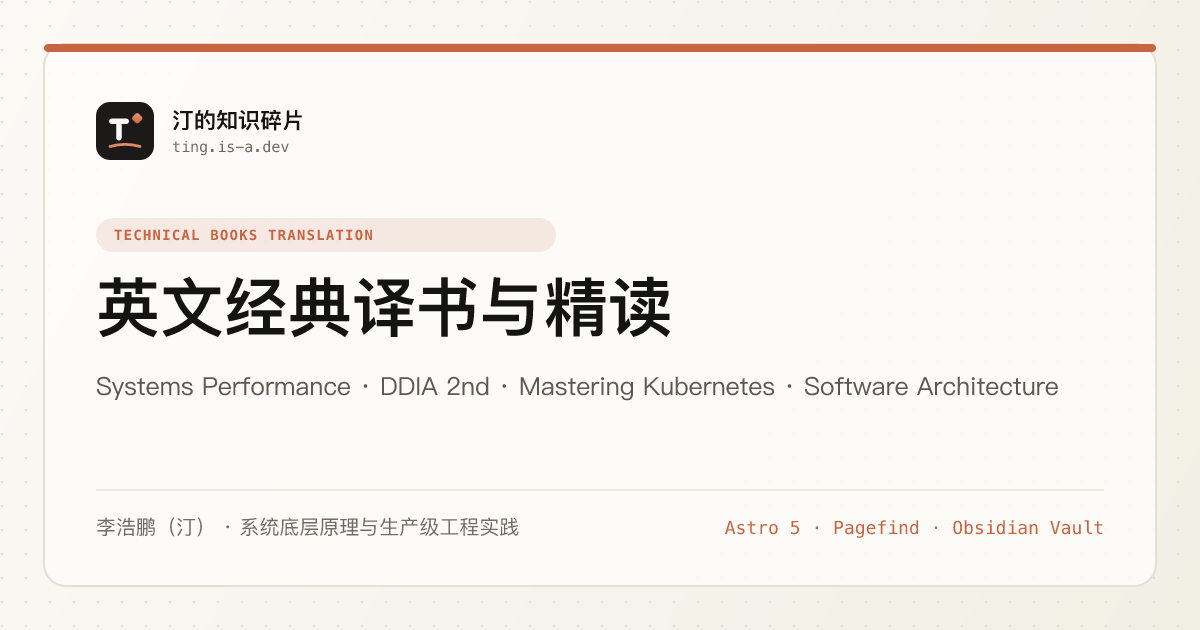 汀的知识碎片
ting.is-a.dev
TECHNICAL BOOKS TRANSLATION
英文经典译书与精读
Systems Performance · DDIA 2nd · Mastering Kubernetes · Software Architecture
李浩鹏（汀） · 系统底层原理与生产级工程实践
Astro 5 · Pagefind · Obsidian Vault